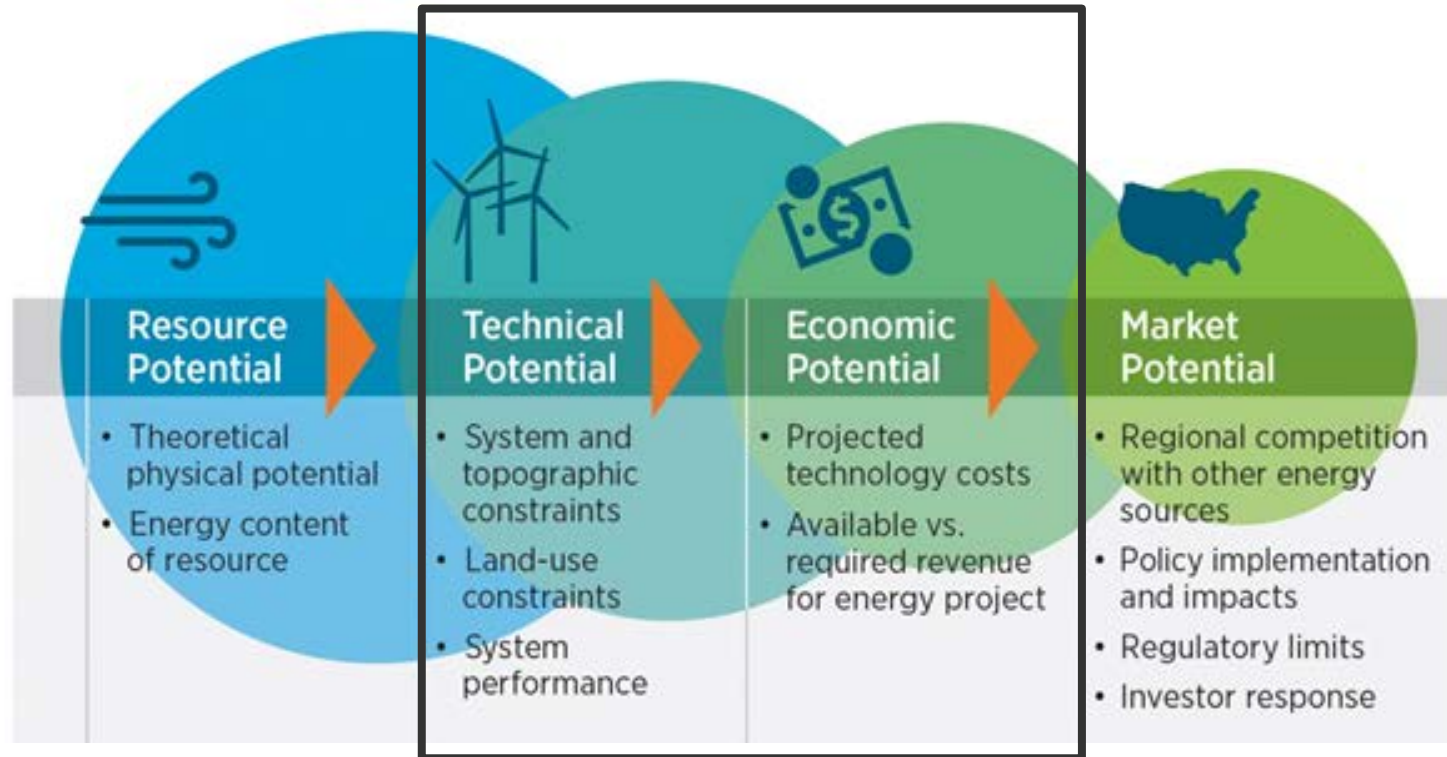 Resource
Potential
• Theoretical
physical potential
• Energy content
of resource
Technical
Potential
• System and
topographic
constraints
• Land-use
constraints
• System
performance
$
Economic
Potential
• Projected
technology costs
• Available vs.
required revenue
for energy project
Market
Potential
• Regional competition
with other energy
sources
• Policy implementation
and impacts
• Regulatory limits
• Investor response